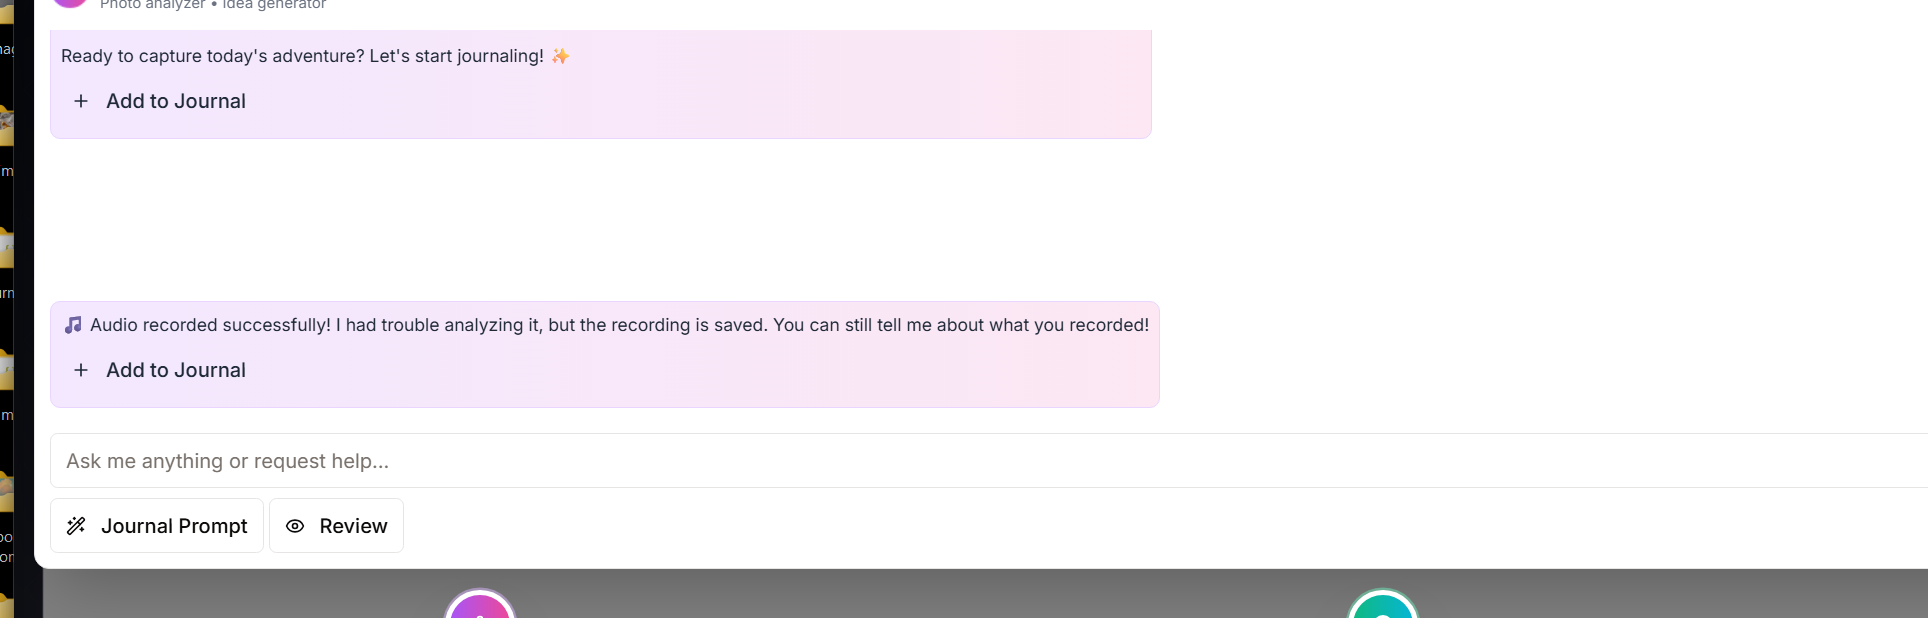 Photo analyzer • Idea generator
Ready to capture today's adventure? Let's start journaling! ✨
+ Add to Journal
🎵 Audio recorded successfully! I had trouble analyzing it, but the recording is saved. You can still tell me about what you recorded!
+ Add to Journal
Ask me anything or request help...
Journal Prompt
Review